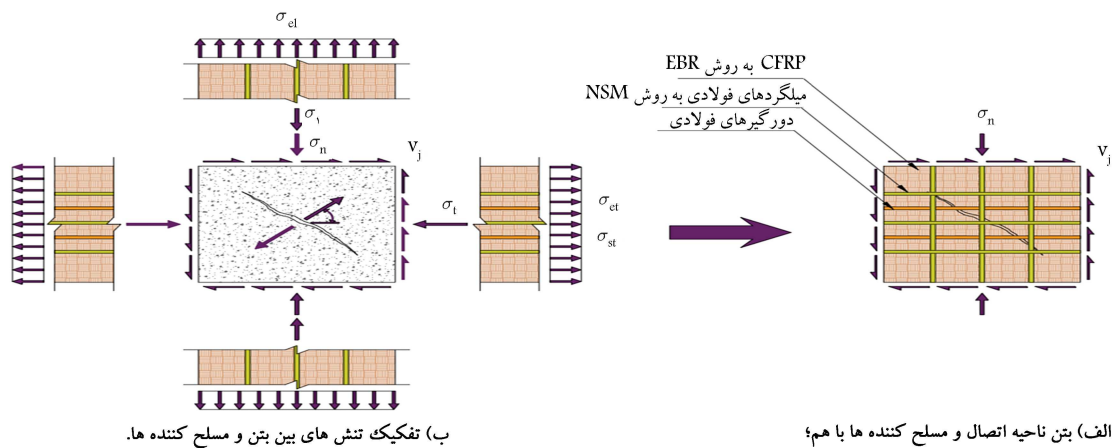 σel
CFRP به روش EBR
میلگردهای فولادی به روش NSM
دورگیرهای فولادی
σ۱
σn
vj
σn
vj
σt
σet
σst
الف) بتن ناحیه اتصال و مسلح کننده ها با هم؛
ب) تفکیک تنش های بین بتن و مسلح کننده ها.